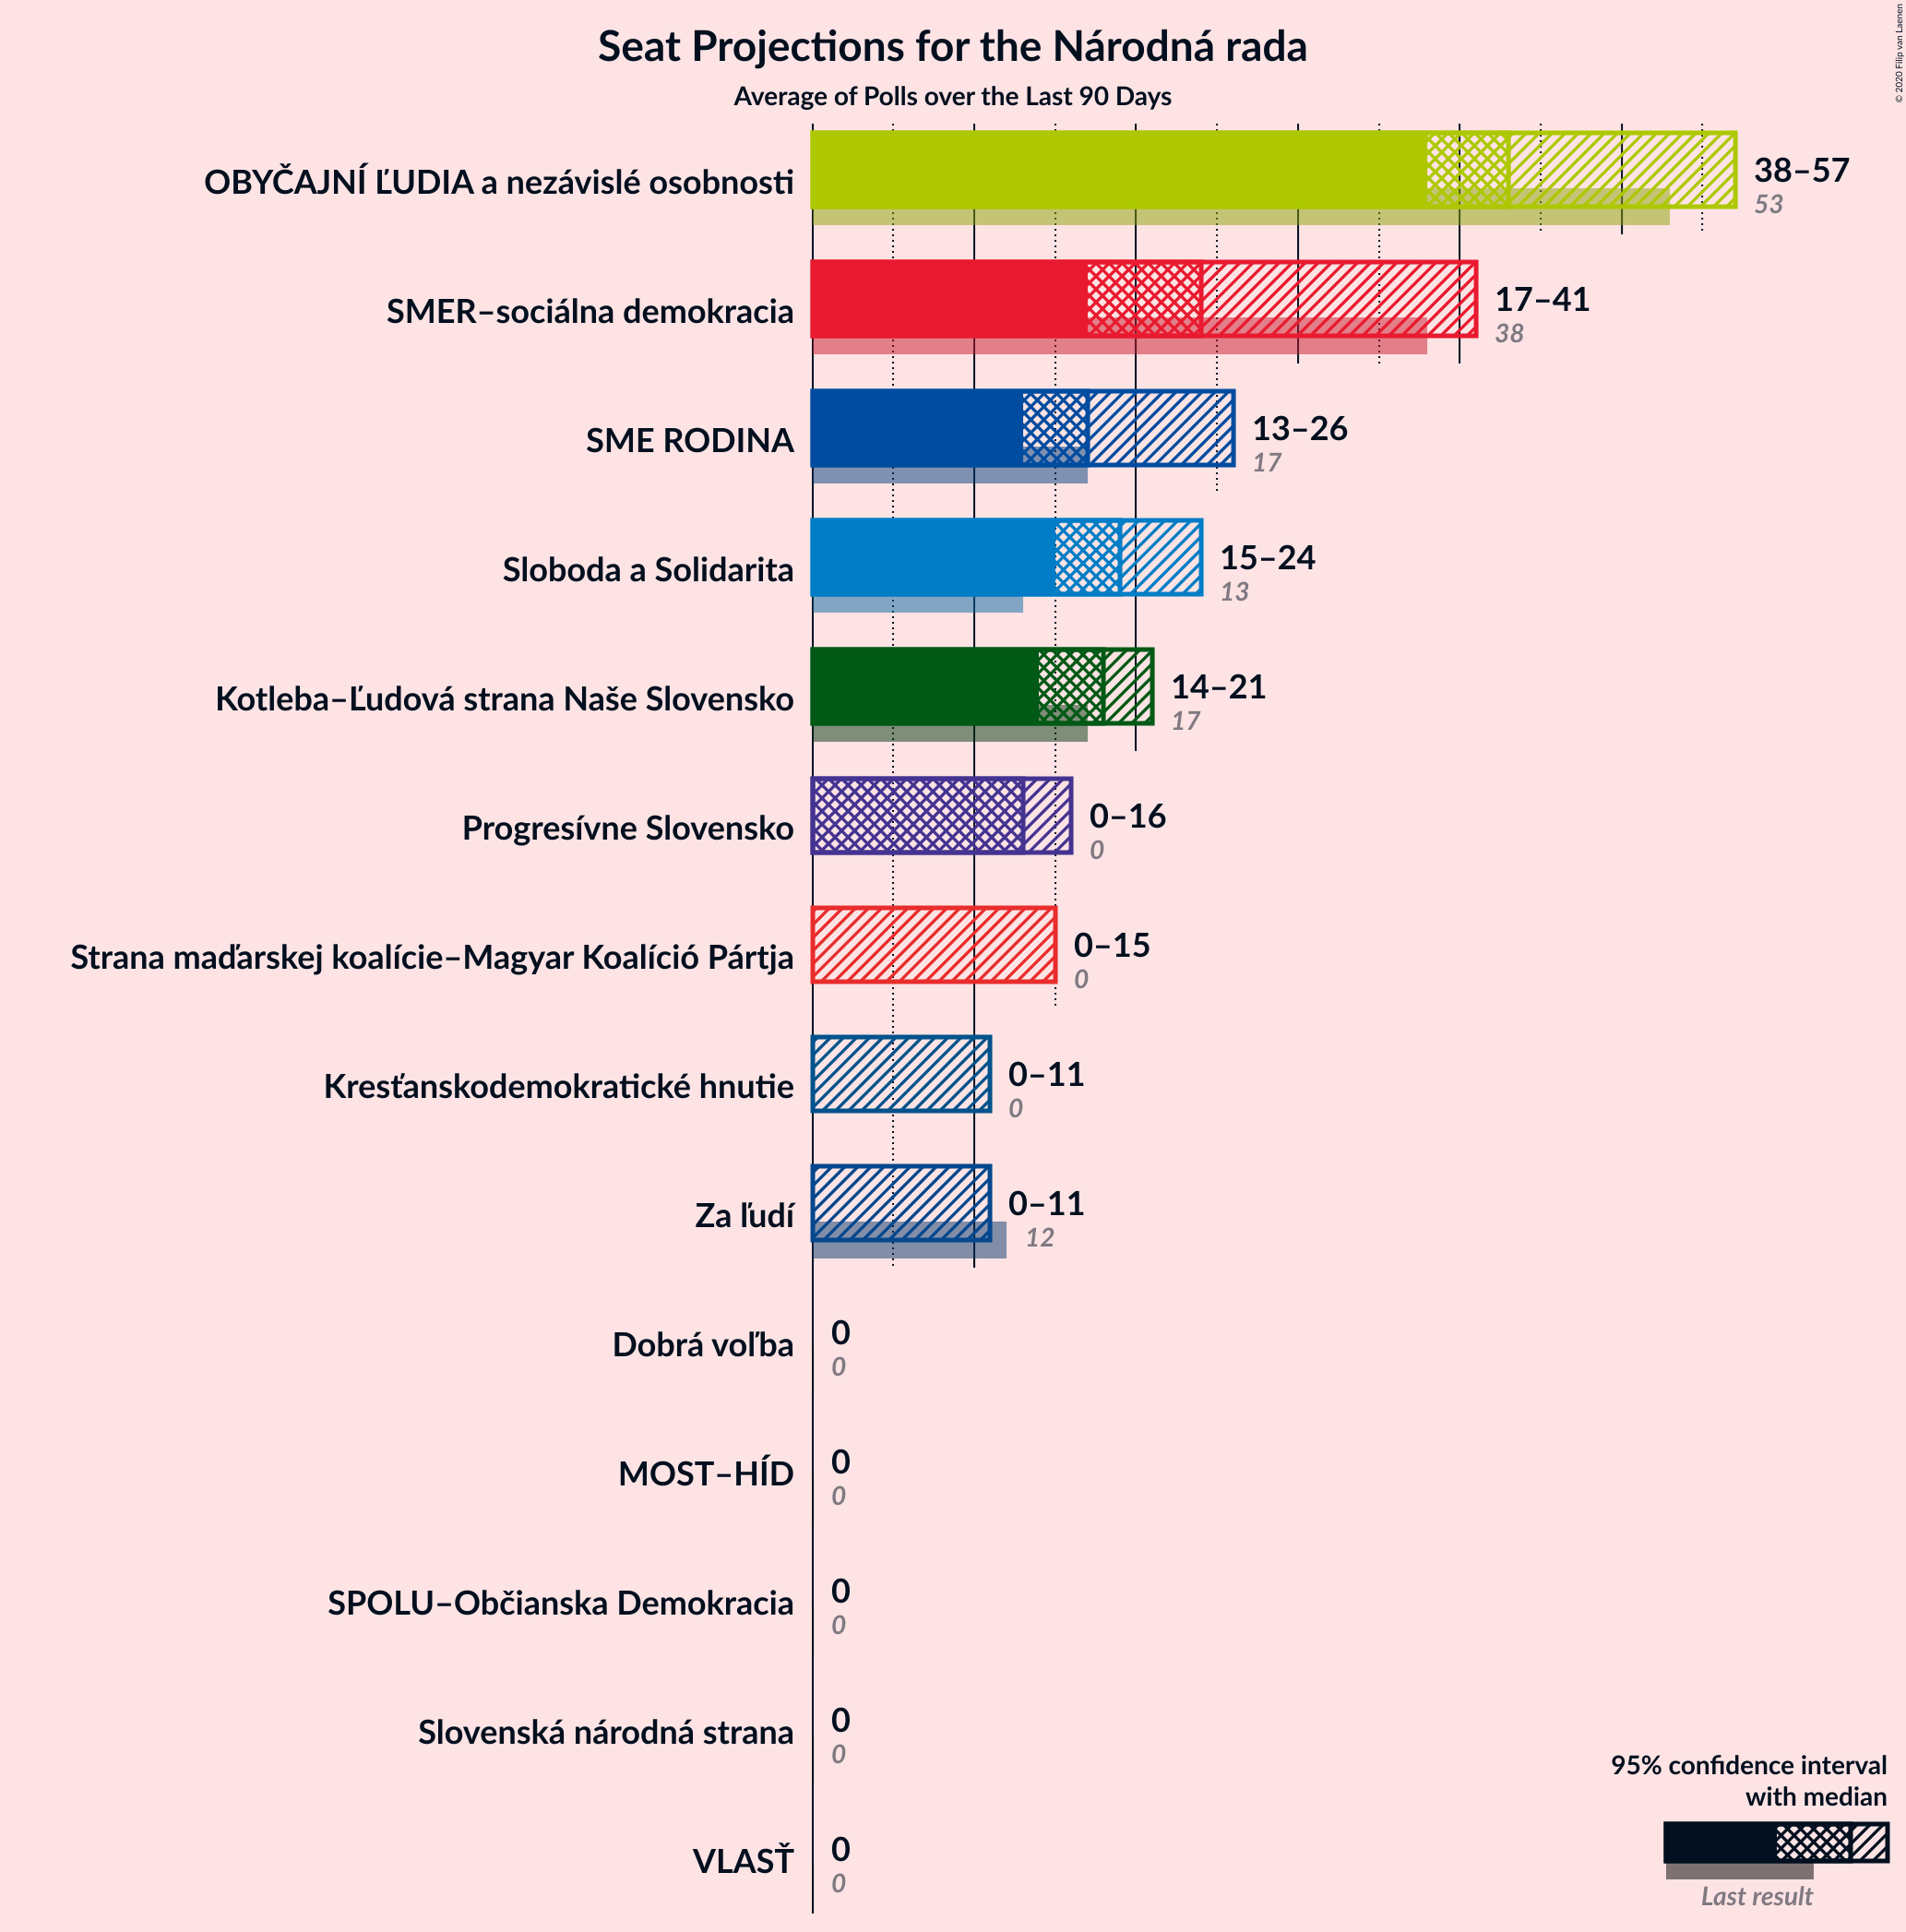 Seat Projections for the Národná rada
Average of Polls over the Last 90 Days
© 2020 Filip van Laenen
OBYČAJNÍ ĽUDIA a nezávislé osobnosti
38–57
53
SMER–sociálna demokracia
17–41
38
SME RODINA
13–26
17
Sloboda a Solidarita
15–24
13
Kotleba–Ľudová strana Naše Slovensko
14–21
17
Progresívne Slovensko
0–16
0
Strana maďarskej koalície–Magyar Koalíció Pártja
0–15
0
Kresťanskodemokratické hnutie
0–11
0
Za ľudí
0–11
12
Dobrá voľba
0
0
MOST–HÍD
0
0
SPOLU–Občianska Demokracia
0
0
Slovenská národná strana
0
0
VLASŤ
0
0
95% confidence interval
with median
Last result